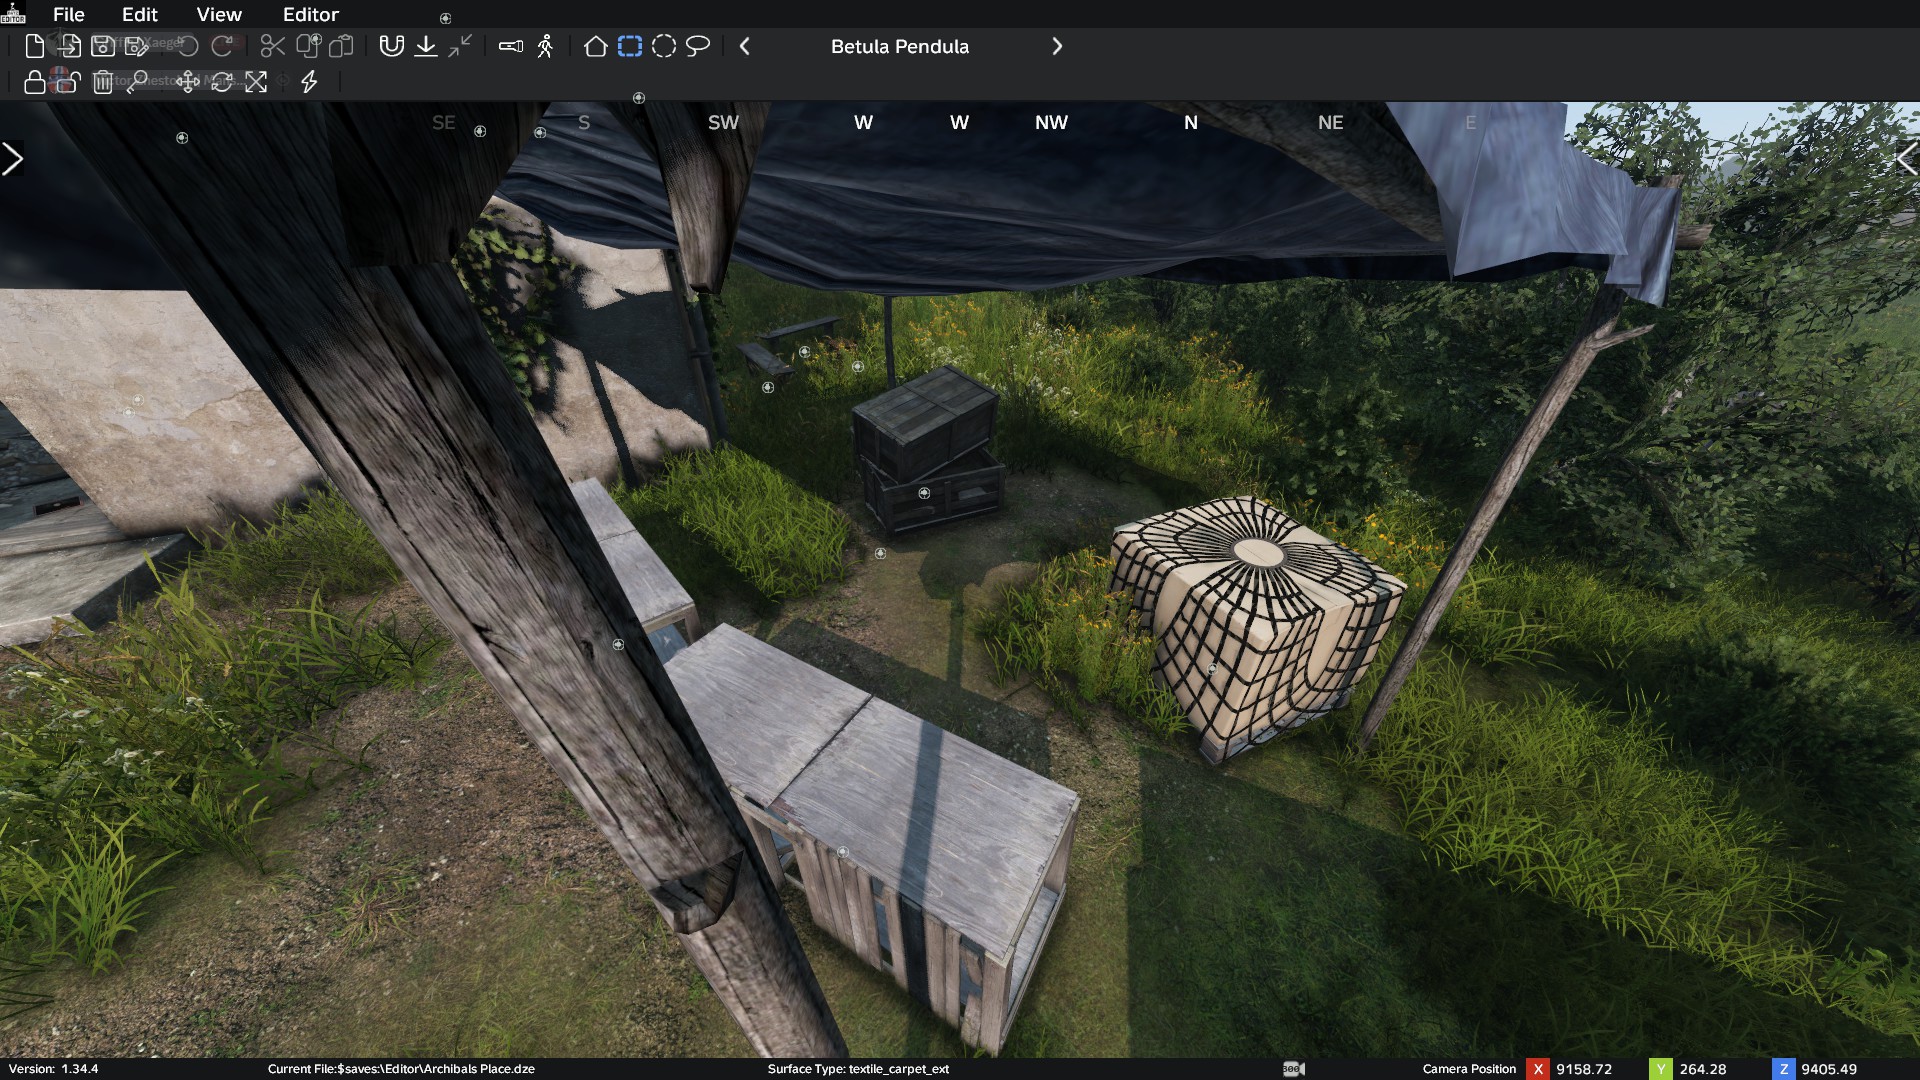 EDITOR
File Edit View Editor
Betula Pendula
SE S SW W W NW N NE E
Version: 1.34.4
Current File:$saves:\Editor\Archibals Place.dze
Surface Type: textile_carpet_ext
Camera Position X 9158.72 Y 264.28 Z 9405.49